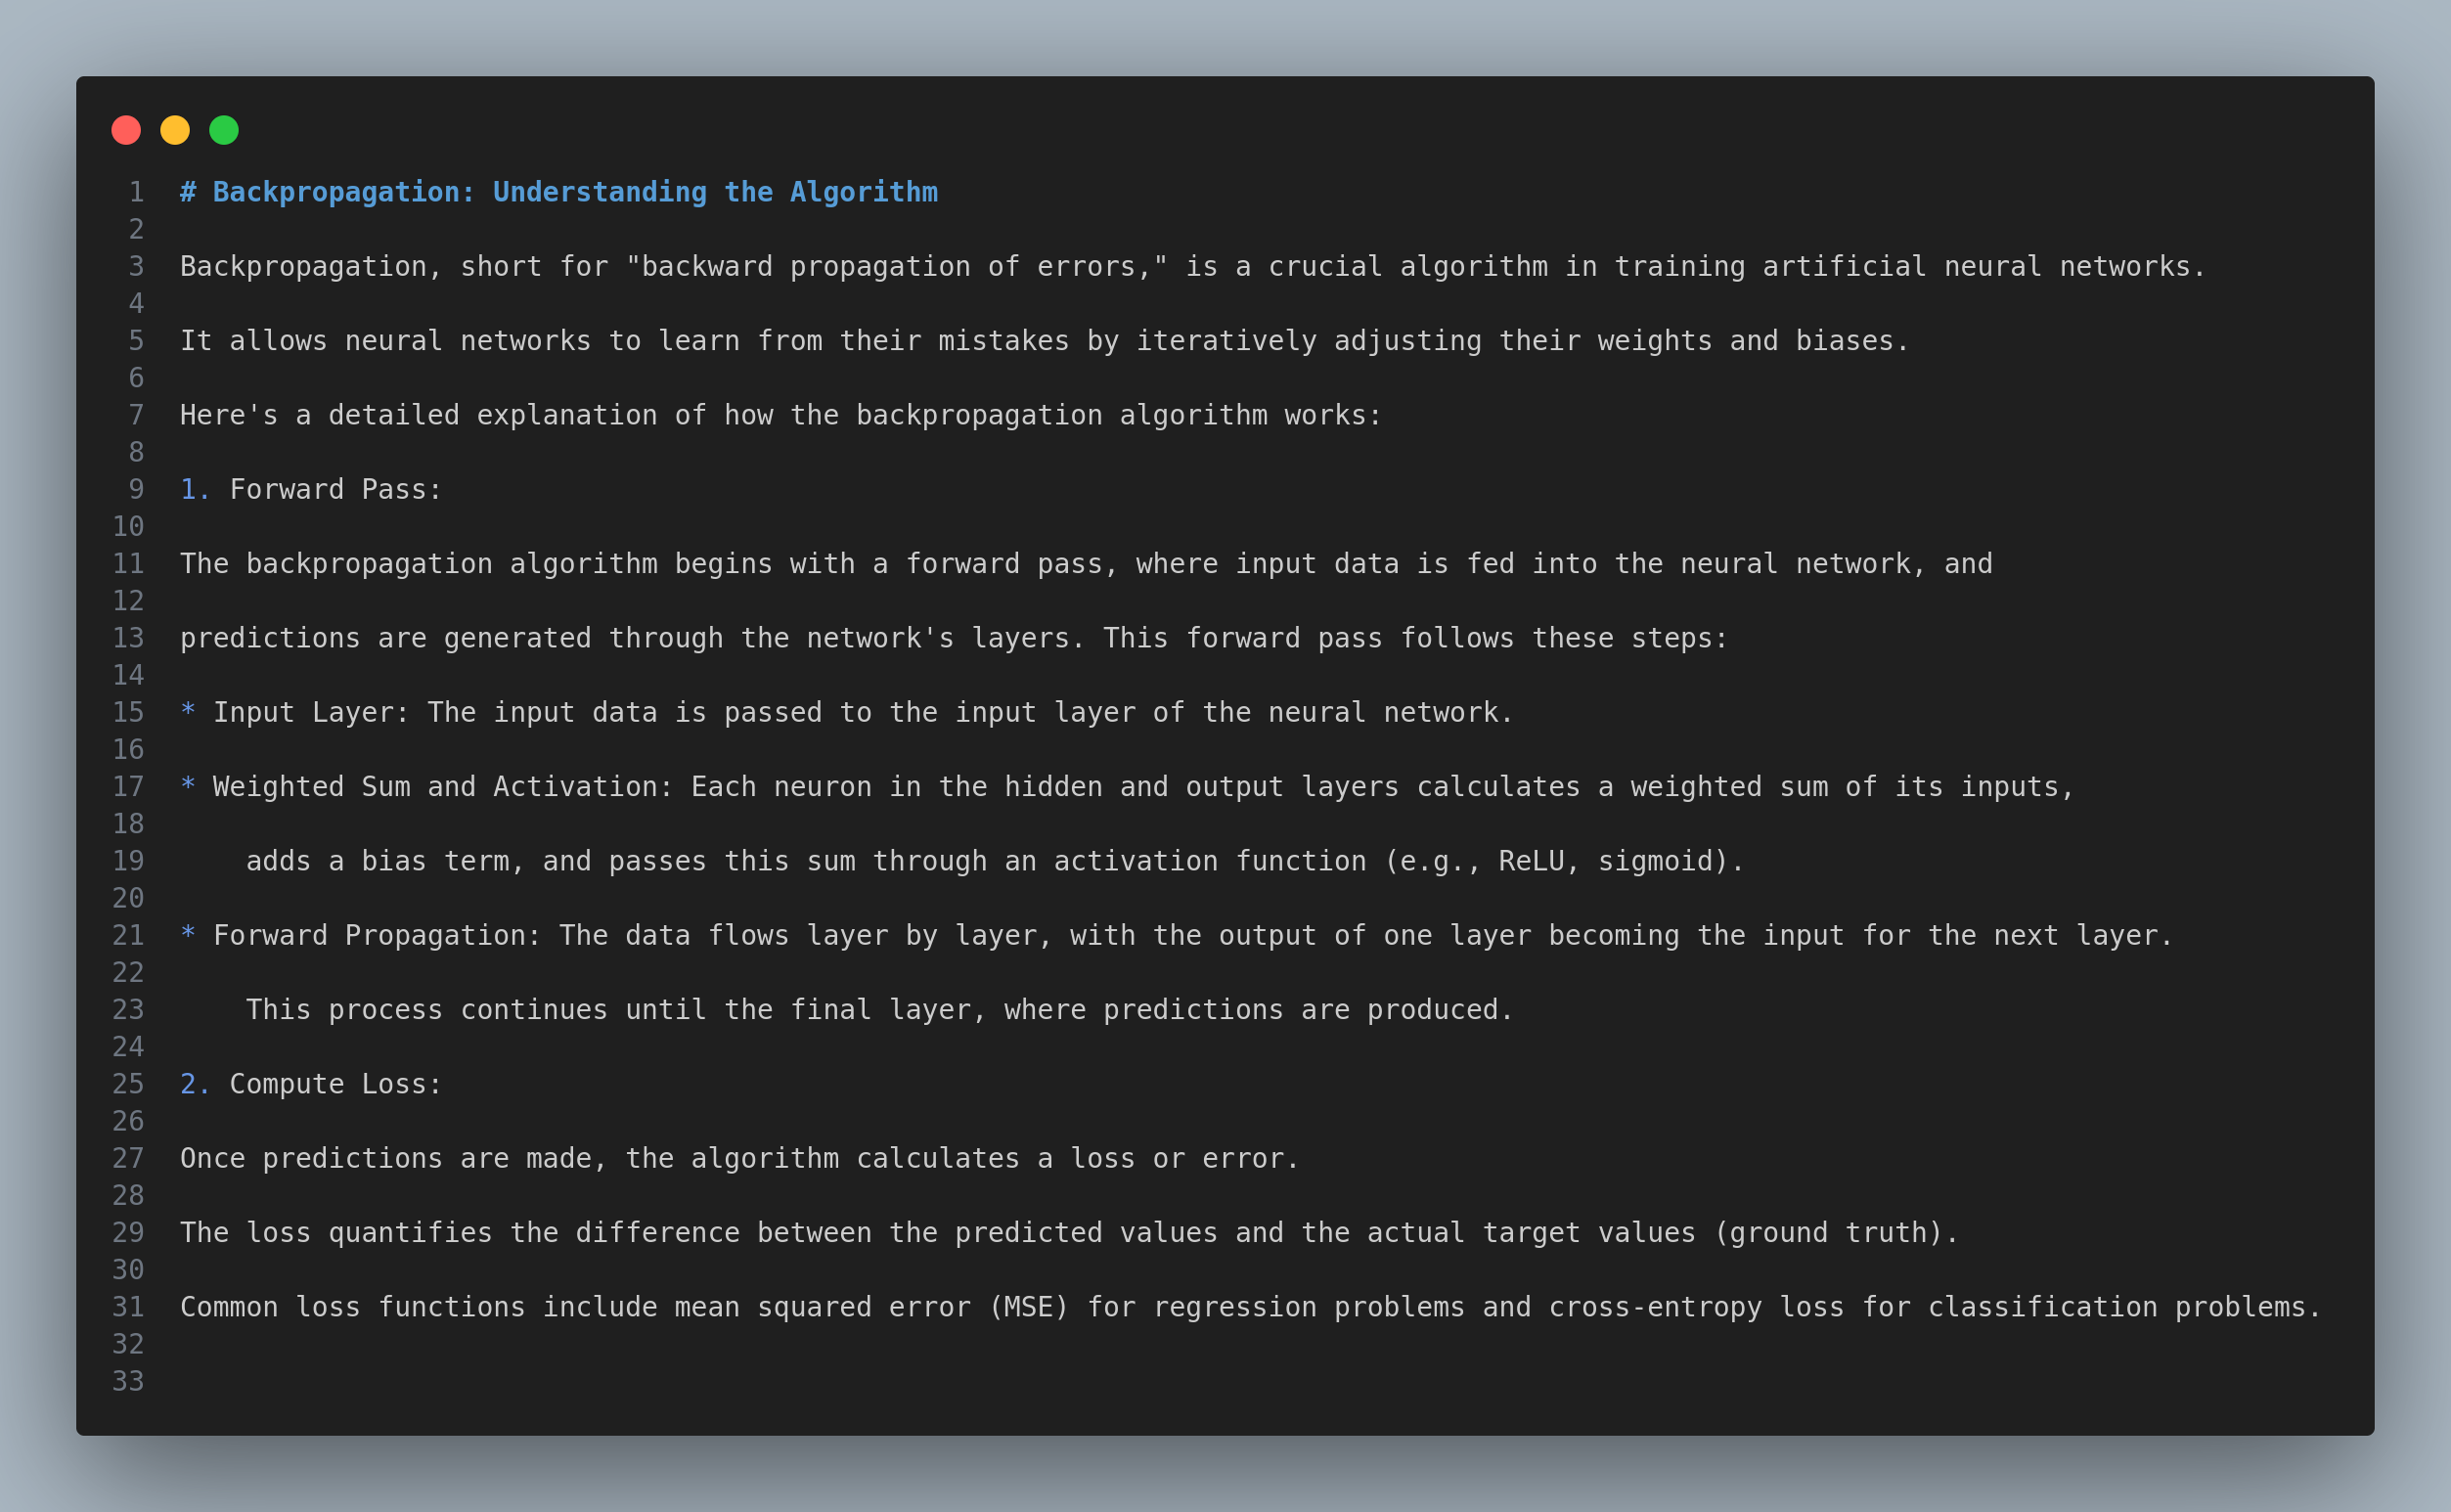 1 # Backpropagation: Understanding the Algorithm
2
3 Backpropagation, short for "backward propagation of errors," is a crucial algorithm in training artificial neural networks.
4
5 It allows neural networks to learn from their mistakes by iteratively adjusting their weights and biases.
6
7 Here's a detailed explanation of how the backpropagation algorithm works:
8
9 1. Forward Pass:
10
11 The backpropagation algorithm begins with a forward pass, where input data is fed into the neural network, and
12
13 predictions are generated through the network's layers. This forward pass follows these steps:
14
15 * Input Layer: The input data is passed to the input layer of the neural network.
16
17 * Weighted Sum and Activation: Each neuron in the hidden and output layers calculates a weighted sum of its inputs,
18
19     adds a bias term, and passes this sum through an activation function (e.g., ReLU, sigmoid).
20
21 * Forward Propagation: The data flows layer by layer, with the output of one layer becoming the input for the next layer.
22
23     This process continues until the final layer, where predictions are produced.
24
25 2. Compute Loss:
26
27 Once predictions are made, the algorithm calculates a loss or error.
28
29 The loss quantifies the difference between the predicted values and the actual target values (ground truth).
30
31 Common loss functions include mean squared error (MSE) for regression problems and cross-entropy loss for classification problems.
32
33